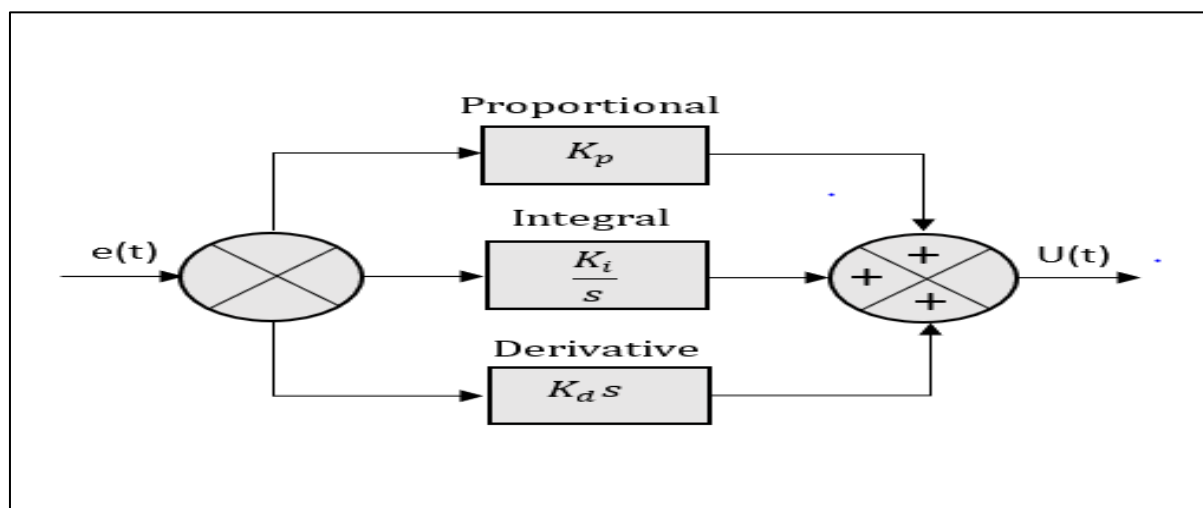 Proportional
K_p
Integral
e(t)
K_i
s
+
+
+
U(t)
Derivative
K_d s